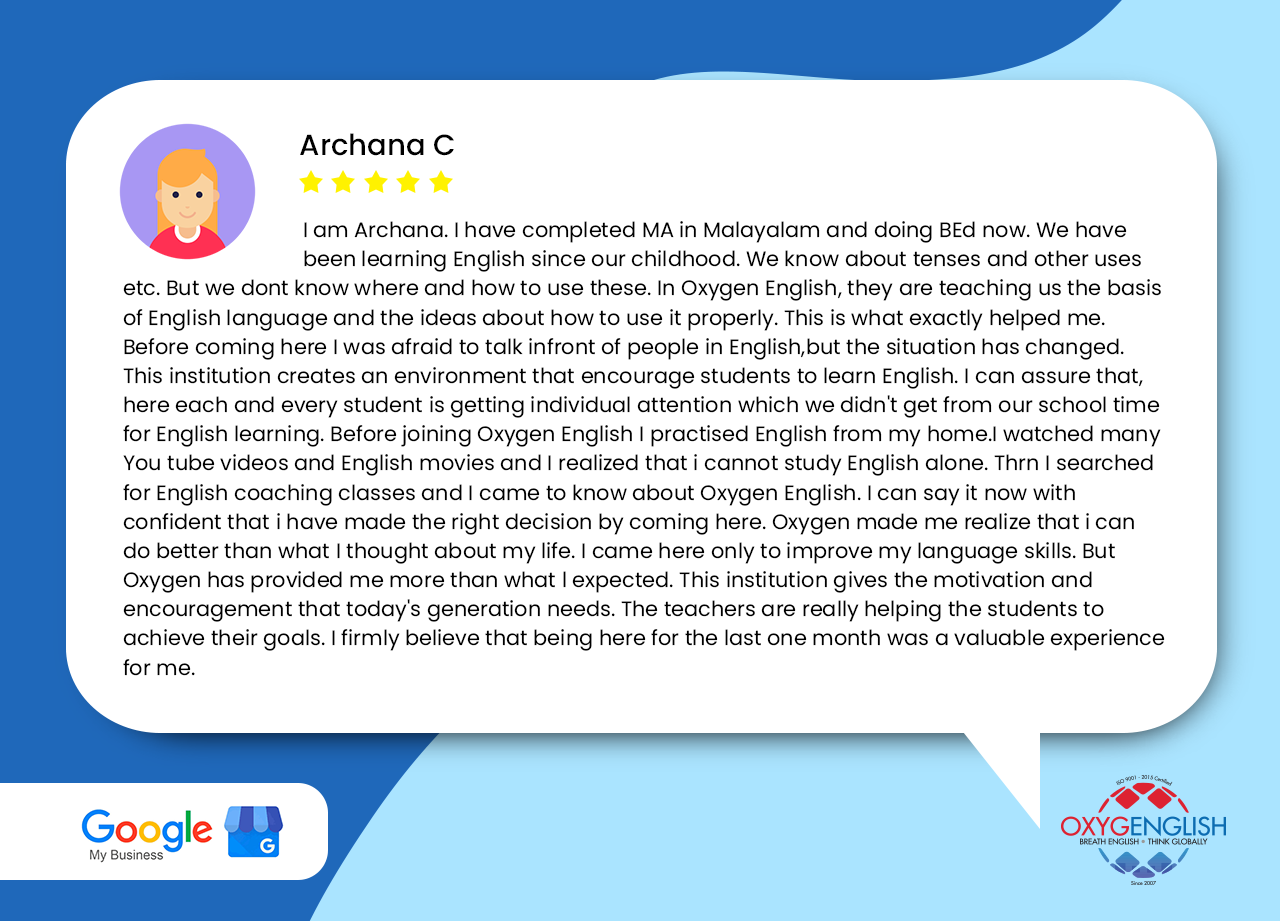 Archana C
I am Archana. I have completed MA in Malayalam and doing BEd now. We have
been learning English since our childhood. We know about tenses and other uses
etc. But we dont know where and how to use these. In Oxygen English, they are teaching us the basis
of English language and the ideas about how to use it properly. This is what exactly helped me.
Before coming here I was afraid to talk infront of people in English,but the situation has changed.
This institution creates an environment that encourage students to learn English. I can assure that,
here each and every student is getting individual attention which we didn't get from our school time
for English learning. Before joining Oxygen English I practised English from my home.I watched many
You tube videos and English movies and I realized that i cannot study English alone. Thrn I searched
for English coaching classes and I came to know about Oxygen English. I can say it now with
confident that i have made the right decision by coming here. Oxygen made me realize that i can
do better than what I thought about my life. I came here only to improve my language skills. But
Oxygen has provided me more than what l expected. This institution gives the motivation and
encouragement that today's generation needs. The teachers are really helping the students to
achieve their goals. I firmly believe that being here for the last one month was a valuable experience
for me.
Google
My Business
G
ISO 9001 - 2015 Certified
OXYGENGLISH
BREATH ENGLISH • THINK GLOBALLY
Since 2007